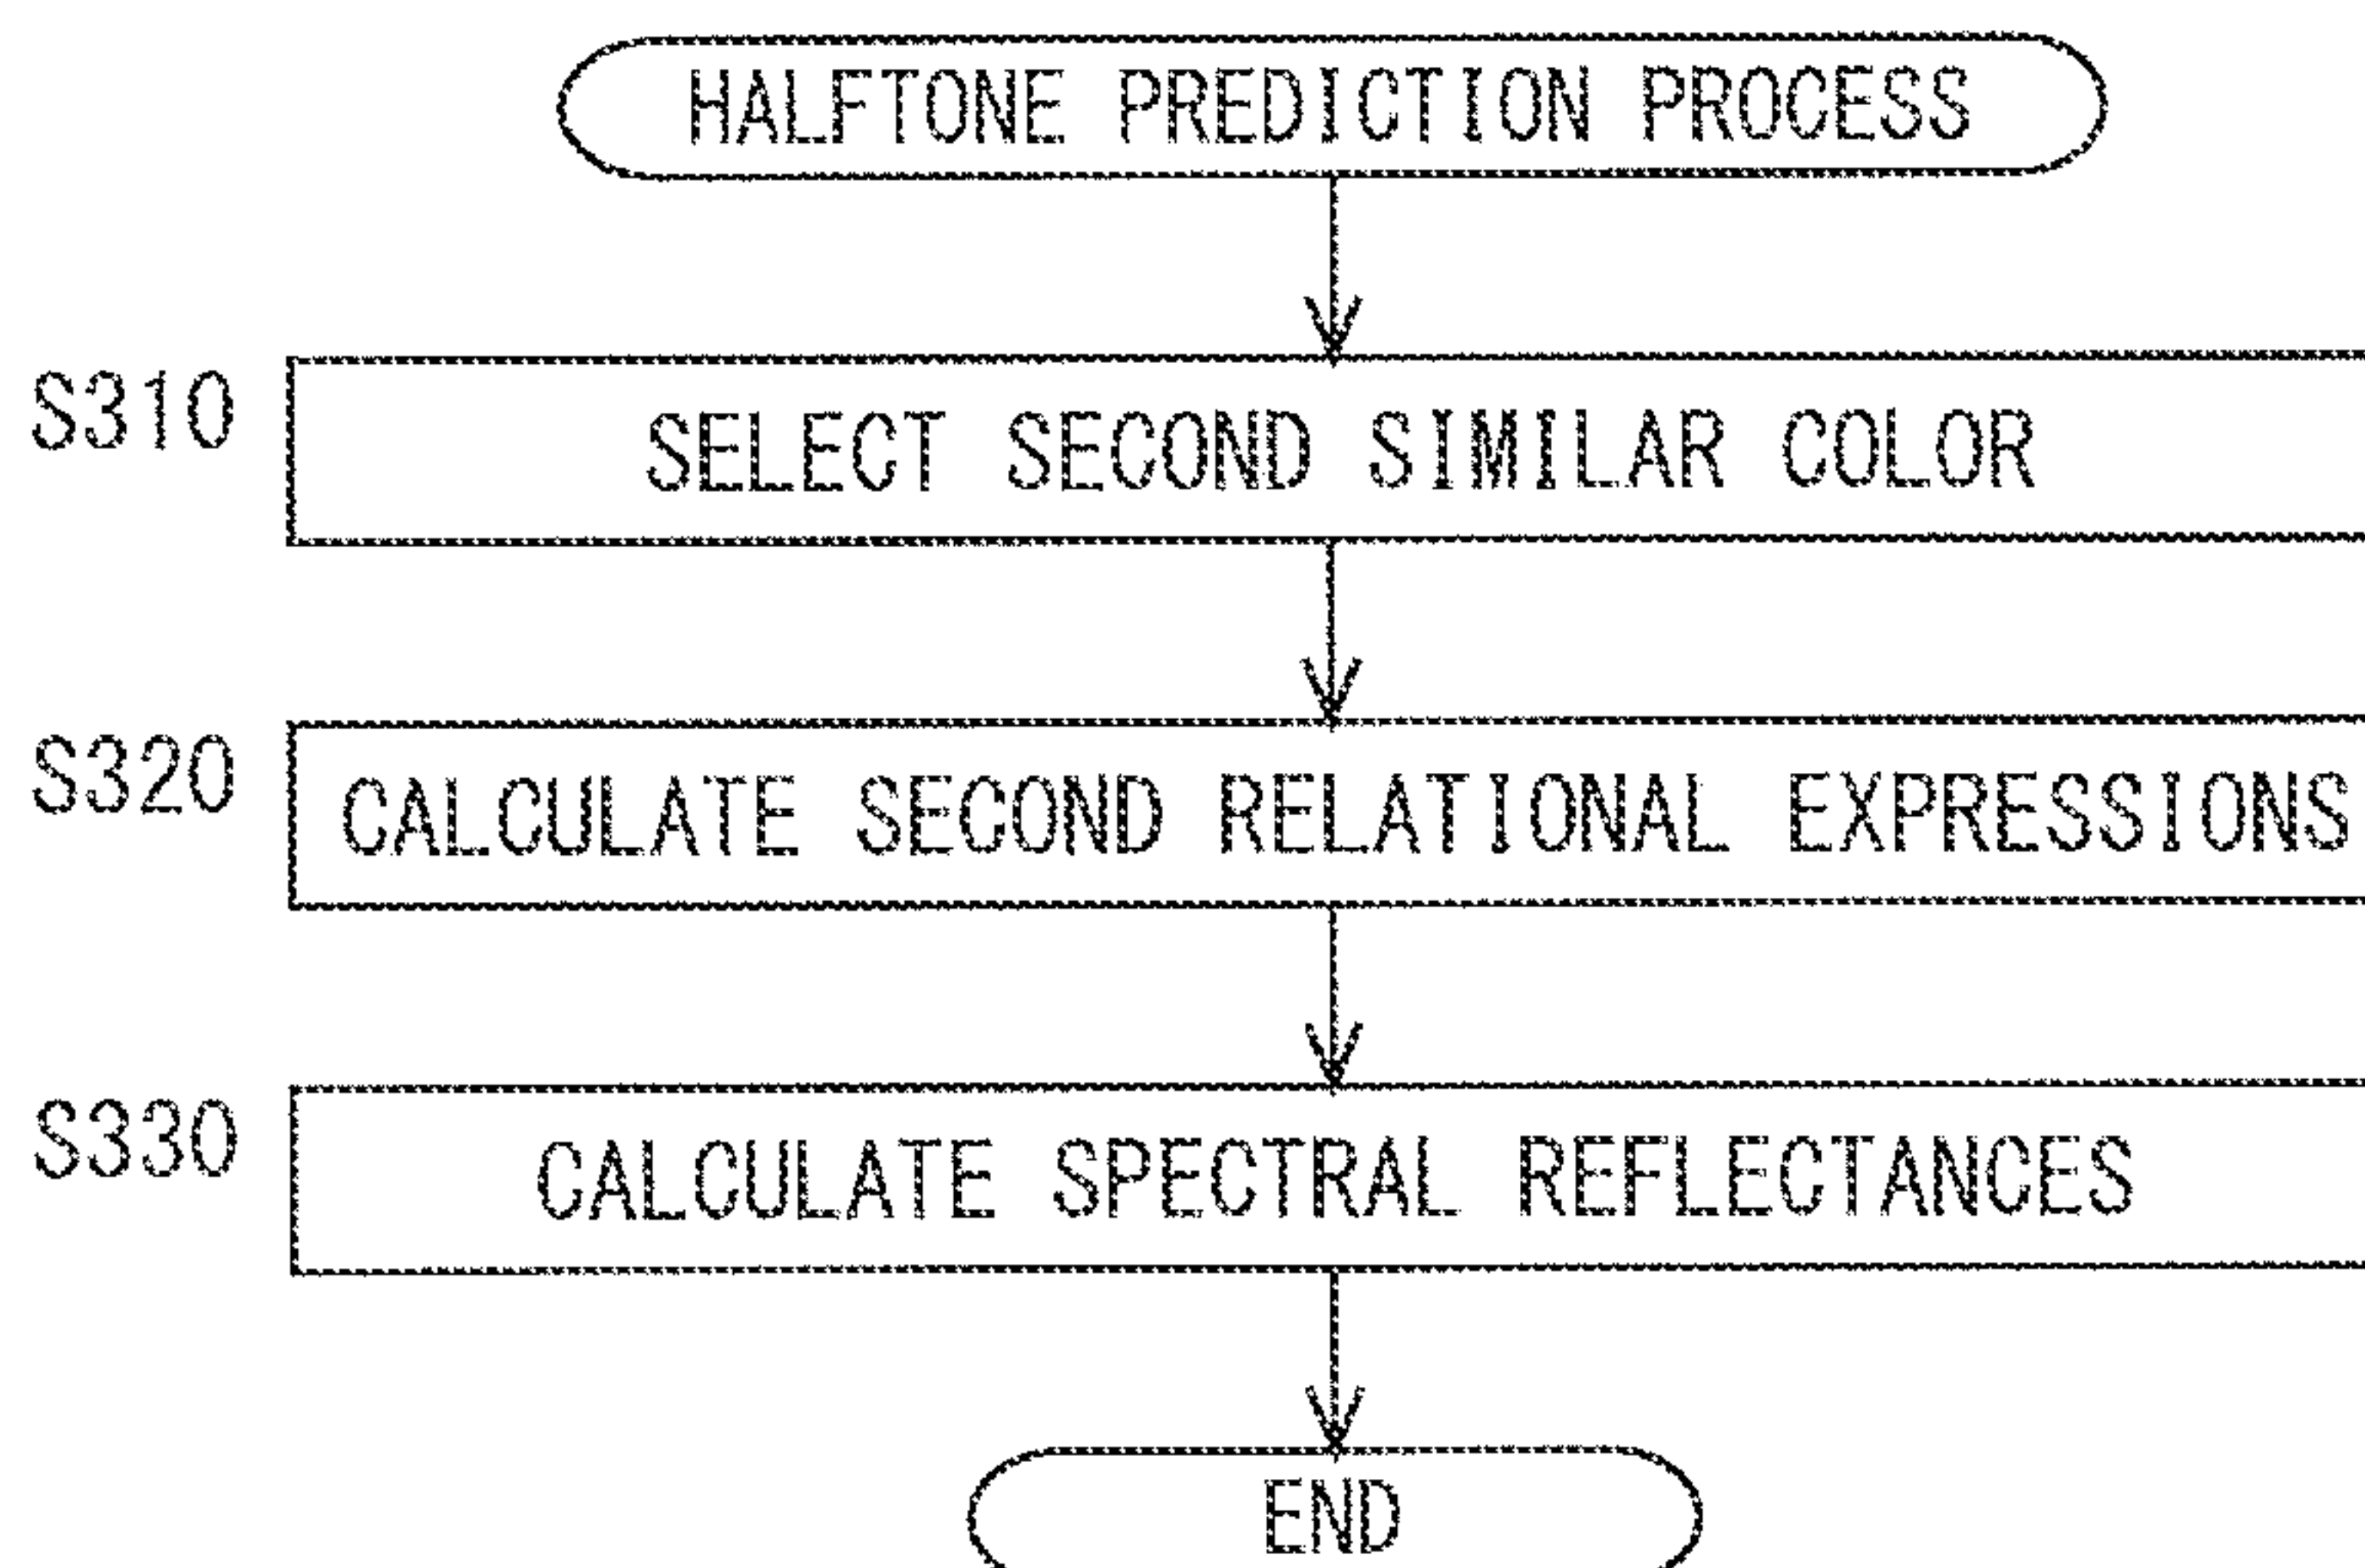 HALFTONE PREDICTION PROCESS
S310
SELECT SECOND SIMILAR COLOR
S320
CALCULATE SECOND RELATIONAL EXPRESSIONS
S330
CALCULATE SPECTRAL REFLECTANCES
END